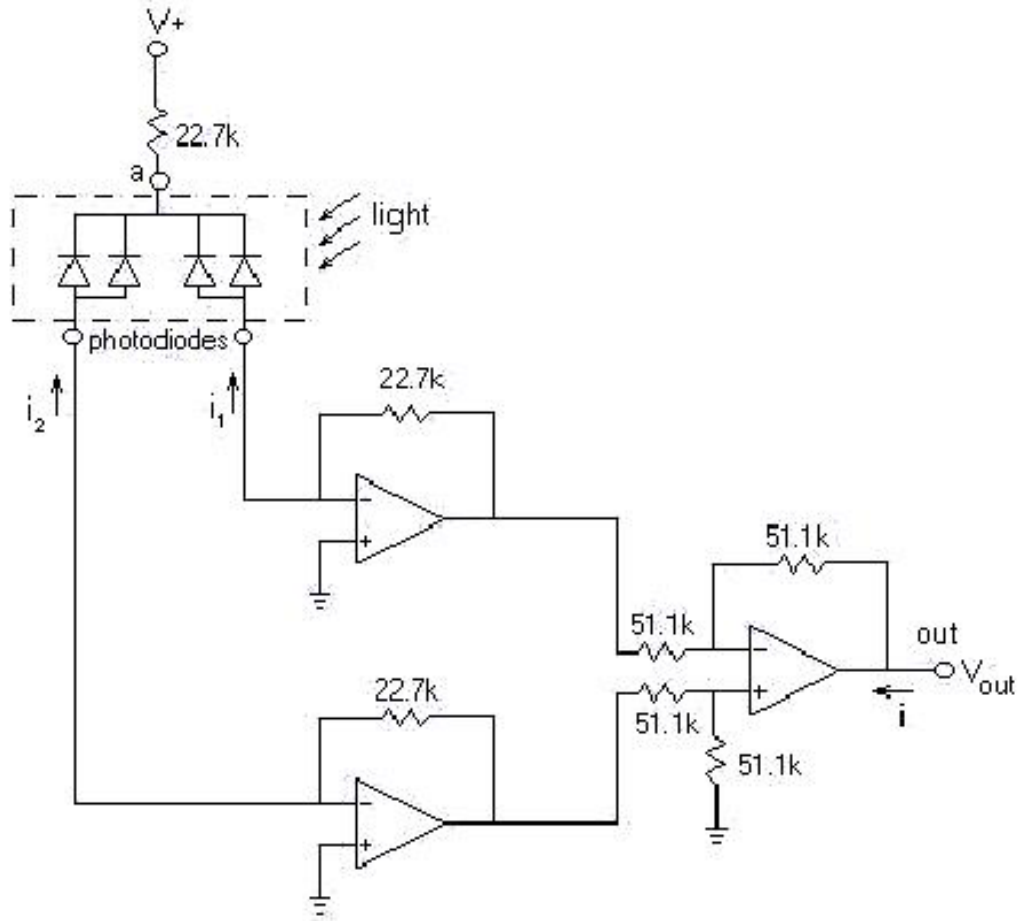 V+
22.7k
a
light
photodiodes
i2
i1
22.7k
−
+
51.1k
51.1k
out
−
Vout
+
i
22.7k
51.1k
51.1k
−
+